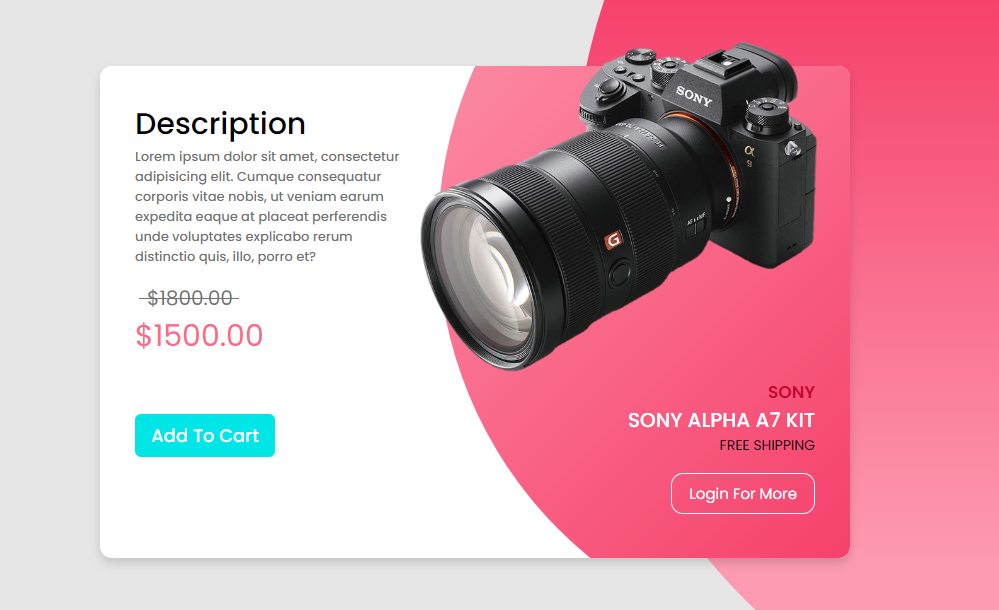 Description
Lorem ipsum dolor sit amet, consectetur
adipisicing elit. Cumque consequatur
corporis vitae nobis, ut veniam earum
expedita eaque at placeat perferendis
unde voluptates explicabo rerum
distinctio quis, illo, porro et?
$1800.00
$1500.00
Add To Cart
SONY
α
9
G
SONY
SONY ALPHA A7 KIT
FREE SHIPPING
Login For More